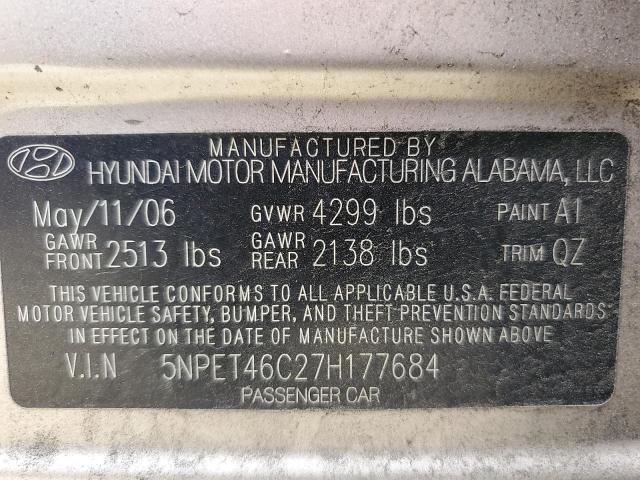 MANUFACTURED BY
HYUNDAI MOTOR MANUFACTURING ALABAMA, LLC
May/11/06 GVWR 4299 lbs PAINT A1
GAWR FRONT 2513 lbs GAWR REAR 2138 lbs TRIM QZ
THIS VEHICLE CONFORMS TO ALL APPLICABLE U.S.A. FEDERAL
MOTOR VEHICLE SAFETY, BUMPER, AND THEFT PREVENTION STANDARDS
IN EFFECT ON THE DATE OF MANUFACTURE SHOWN ABOVE
V.I.N 5NPET46C27H177684
PASSENGER CAR